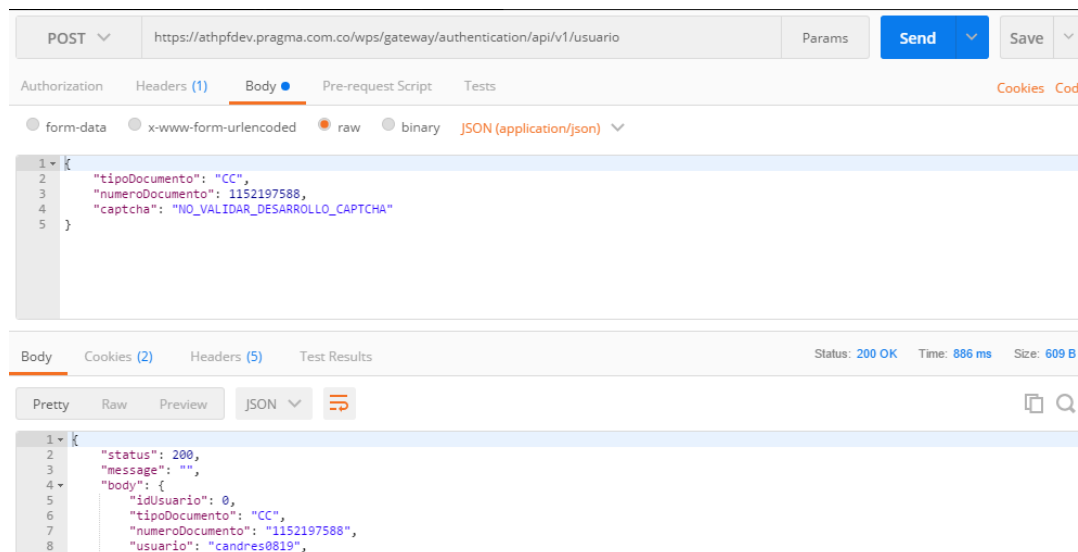 POST https://athpfdev.pragma.com.co/wps/gateway/authentication/api/v1/usuario Params Send Save
Authorization Headers (1) Body Pre-request Script Tests Cookies Cod
form-data x-www-form-urlencoded raw binary JSON (application/json)
1 {
2 "tipoDocumento": "CC",
3 "numeroDocumento": 1152197588,
4 "captcha": "NO_VALIDAR_DESARROLLO_CAPTCHA"
5 }
Body Cookies (2) Headers (5) Test Results Status: 200 OK Time: 886 ms Size: 609 B
Pretty Raw Preview JSON
1 {
2 "status": 200,
3 "message": "",
4 "body": {
5 "idUsuario": 0,
6 "tipoDocumento": "CC",
7 "numeroDocumento": "1152197588",
8 "usuario": "candres0819",